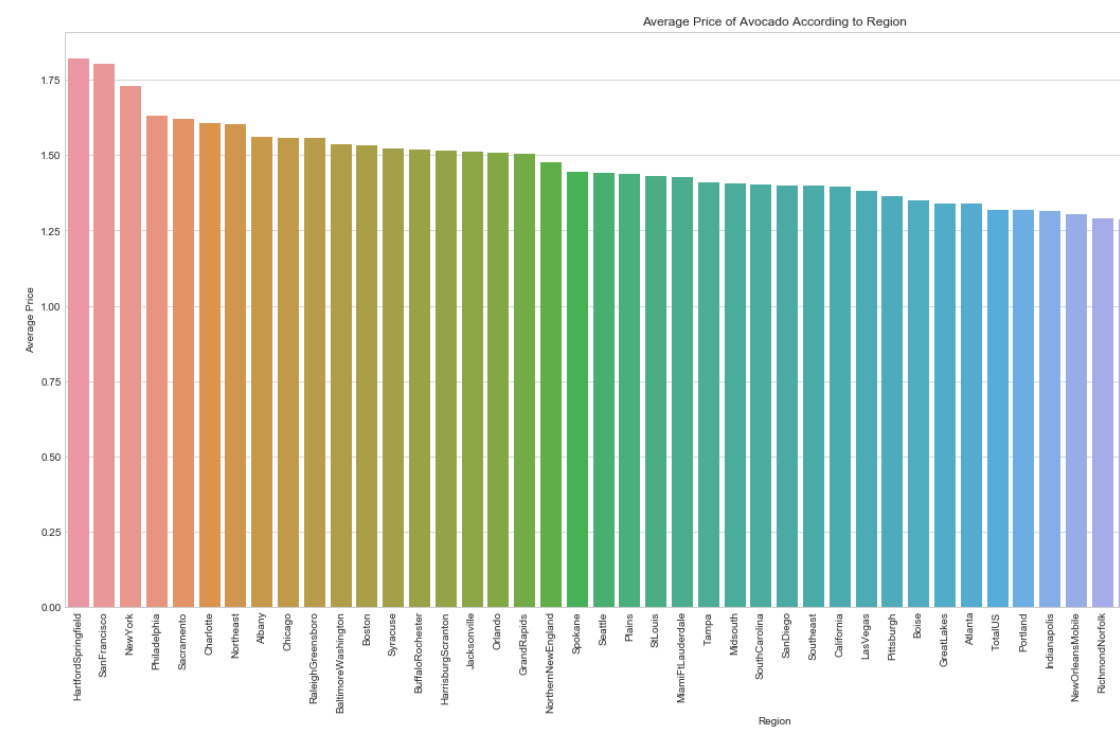 Average Price of Avocado According to Region
Average Price
1.75
1.50
1.25
1.00
0.75
0.50
0.25
0.00
HartfordSpringfield
SanFrancisco
NewYork
Philadelphia
Sacramento
Charlotte
Northeast
Albany
Chicago
RaleighGreensboro
BaltimoreWashington
Boston
Syracuse
BuffaloRochester
HarrisburgScranton
Jacksonville
Orlando
GrandRapids
NorthernNewEngland
Spokane
Seattle
Plains
StLouis
MiamiFtLauderdale
Tampa
Midsouth
SouthCarolina
SanDiego
Southeast
California
LasVegas
Pittsburgh
Boise
GreatLakes
Atlanta
TotalUS
Portland
Indianapolis
NewOrleansMobile
RichmondNorfolk
Region